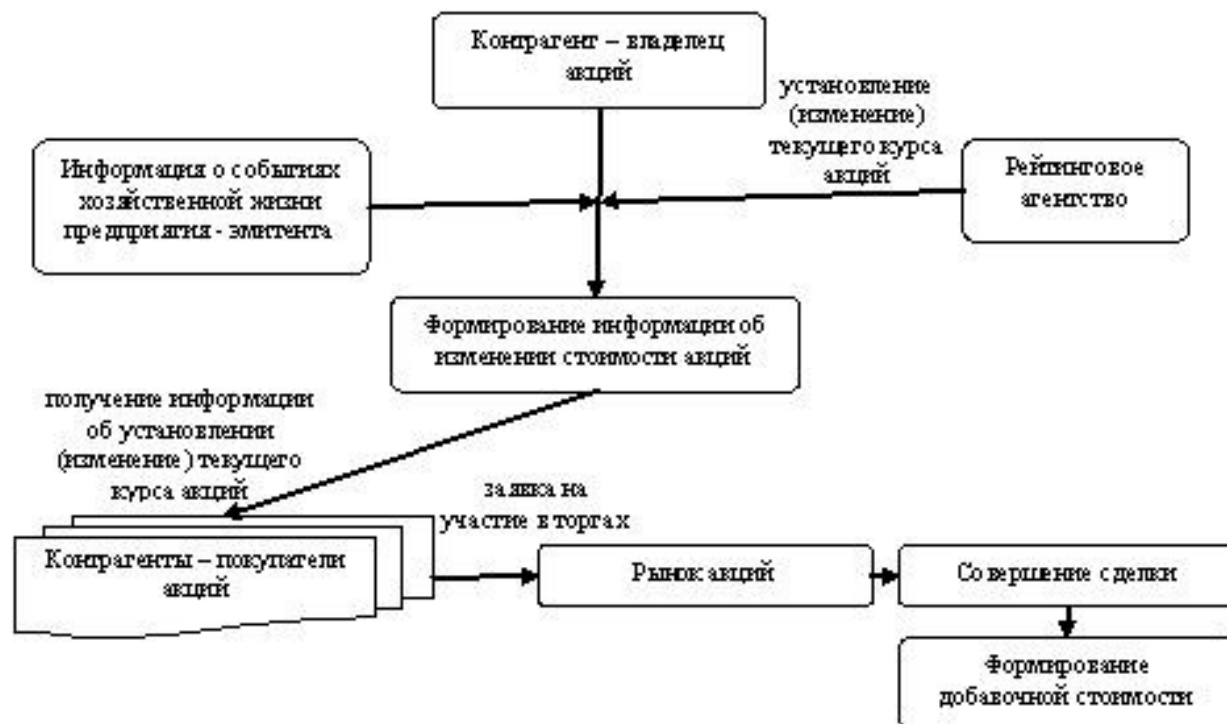 Контрагент – владелец
акций
установление
(изменение)
текущего курса
акций
Информация о событиях
хозяйственной жизни
предприятия - эмитента
Рейтинговое
агентство
Формирование информации об
изменении стоимости акций
получение информации
об установлении
(изменение) текущего
курса акций
заявка на
участие в торгах
Контрагенты – покупатели
акций
Рынок акций
Совершение сделки
Формирование
добавочной стоимости